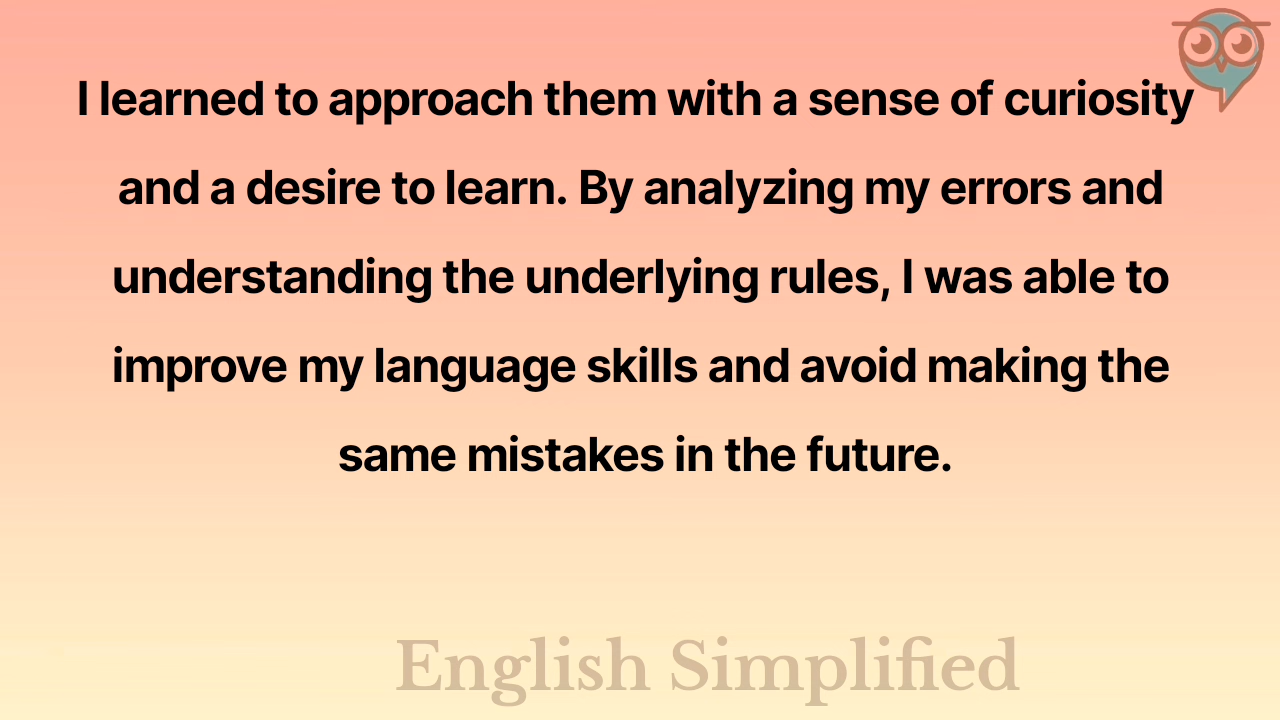 I learned to approach them with a sense of curiosity
and a desire to learn. By analyzing my errors and
understanding the underlying rules, I was able to
improve my language skills and avoid making the
same mistakes in the future.
English Simplified